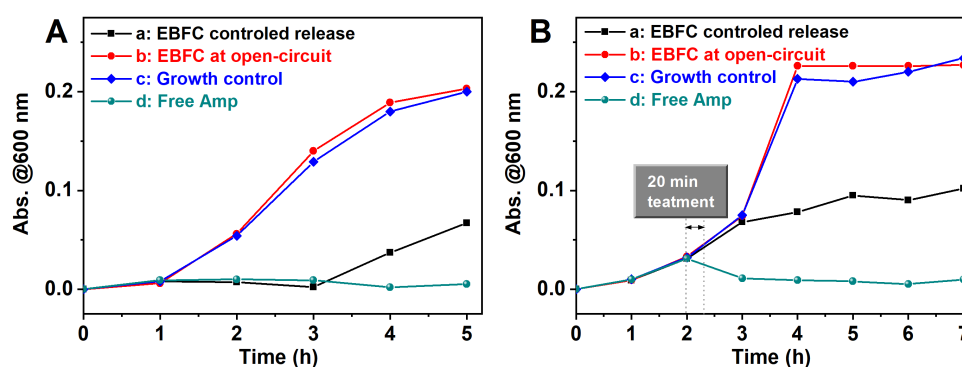 A
a: EBFC controled release
b: EBFC at open-circuit
c: Growth control
d: Free Amp
Abs. @600 nm
0.2
0.1
0.0
0 1 2 3 4 5
Time (h)
B
a: EBFC controled release
b: EBFC at open-circuit
c: Growth control
d: Free Amp
20 min
teatment
Abs. @600 nm
0.2
0.1
0.0
0 1 2 3 4 5 6 7
Time (h)